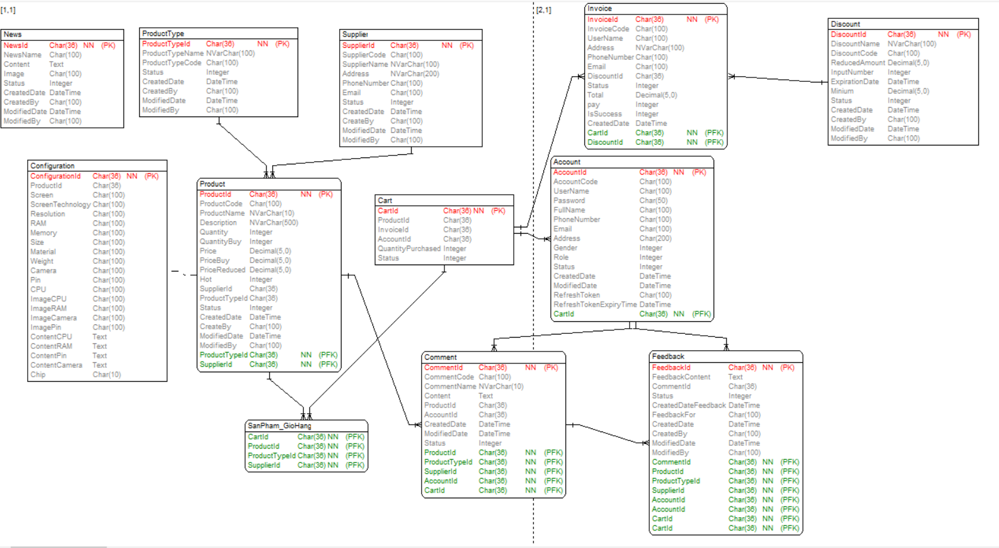 [1,1]
[2,1]
News
NewsId Char(36) NN (PK)
NewsName Char(100)
Content Text
Image Char(100)
Status Integer
CreatedDate DateTime
CreatedBy Char(100)
ModifiedDate DateTime
ModifiedBy Char(100)
ProductType
ProductTypeId Char(36) NN (PK)
ProductTypeName NVarChar(100)
ProductTypeCode Char(100)
Status Integer
CreatedDate DateTime
CreatedBy Char(100)
ModifiedDate DateTime
ModifiedBy Char(100)
Supplier
SupplierId Char(36) NN (PK)
SupplierCode Char(100)
SupplierName NVarChar(100)
Address NVarChar(200)
PhoneNumber Char(100)
Email Char(100)
Status Integer
CreatedDate DateTime
CreateBy Char(100)
ModifiedDate DateTime
ModifiedBy Char(100)
Invoice
InvoiceId Char(36) NN (PK)
InvoiceCode Char(100)
UserName Char(100)
Address NVarChar(100)
PhoneNumber Char(100)
Email Char(100)
DiscountId Char(36)
Status Integer
Total Decimal(5,0)
pay Integer
IsSuccess Integer
CreatedDate DateTime
CartId Char(36) NN (PFK)
DiscountId Char(36) NN (PFK)
Discount
DiscountId Char(36) NN (PK)
DiscountName NVarChar(100)
DiscountCode Char(100)
ReducedAmount Decimal(5,0)
InputNumber Integer
ExpirationDate DateTime
Minium Decimal(5,0)
Status Integer
CreatedDate DateTime
CreatedBy Char(100)
ModifiedDate DateTime
ModifiedBy Char(100)
Configuration
ConfigurationId Char(36) NN (PK)
ProductId Char(36)
Screen Char(100)
ScreenTechnology Char(100)
Resolution Char(100)
RAM Char(100)
Memory Char(100)
Size Char(100)
Material Char(100)
Weight Char(100)
Camera Char(100)
Pin Char(100)
CPU Char(100)
ImageCPU Char(100)
ImageRAM Char(100)
ImageCamera Char(100)
ImagePin Char(100)
ContentCPU Text
ContentRAM Text
ContentPin Text
ContentCamera Text
Chip Char(10)
Product
ProductId Char(36) NN (PK)
ProductCode Char(100)
ProductName NVarChar(10)
Description NVarChar(500)
Quantity Integer
QuantityBuy Integer
Price Decimal(5,0)
PriceBuy Decimal(5,0)
PriceReduced Decimal(5,0)
Hot Integer
SupplierId Char(36)
ProductTypeId Char(36)
Status Integer
CreatedDate DateTime
CreateBy Char(100)
ModifiedDate DateTime
ModifiedBy Char(100)
ProductTypeId Char(36) NN (PFK)
SupplierId Char(36) NN (PFK)
Cart
CartId Char(36) NN (PK)
ProductId Char(36)
InvoiceId Char(36)
AccountId Char(36)
QuantityPurchased Integer
Status Integer
Account
AccountId Char(36) NN (PK)
AccountCode Char(100)
UserName Char(100)
Password Char(50)
FullName Char(100)
PhoneNumber Char(100)
Email Char(100)
Address Char(200)
Gender Integer
Role Integer
Status Integer
CreatedDate DateTime
ModifiedDate DateTime
RefreshToken Char(100)
RefreshTokenExpiryTime DateTime
CartId Char(36) NN (PFK)
SanPham_GioHang
CartId Char(36) NN (PFK)
ProductId Char(36) NN (PFK)
ProductTypeId Char(36) NN (PFK)
SupplierId Char(36) NN (PFK)
Comment
CommentId Char(36) NN (PK)
CommentCode Char(100)
CommentName NVarChar(10)
Content Text
ProductId Char(36)
AccountId Char(36)
CreatedDate DateTime
ModifiedDate DateTime
Status Integer
ProductId Char(36) NN (PFK)
ProductTypeId Char(36) NN (PFK)
SupplierId Char(36) NN (PFK)
AccountId Char(36) NN (PFK)
CartId Char(36) NN (PFK)
Feedback
FeedbackId Char(36) NN (PK)
FeedbackContent Text
CommentId Char(36)
Status Integer
CreatedDateFeedback DateTime
FeedbackFor Char(100)
CreatedDate DateTime
CreatedBy Char(100)
ModifiedDate DateTime
ModifiedBy Char(100)
CommentId Char(36) NN (PFK)
ProductId Char(36) NN (PFK)
ProductTypeId Char(36) NN (PFK)
SupplierId Char(36) NN (PFK)
AccountId Char(36) NN (PFK)
AccountId Char(36) NN (PFK)
CartId Char(36) NN (PFK)
CartId Char(36) NN (PFK)